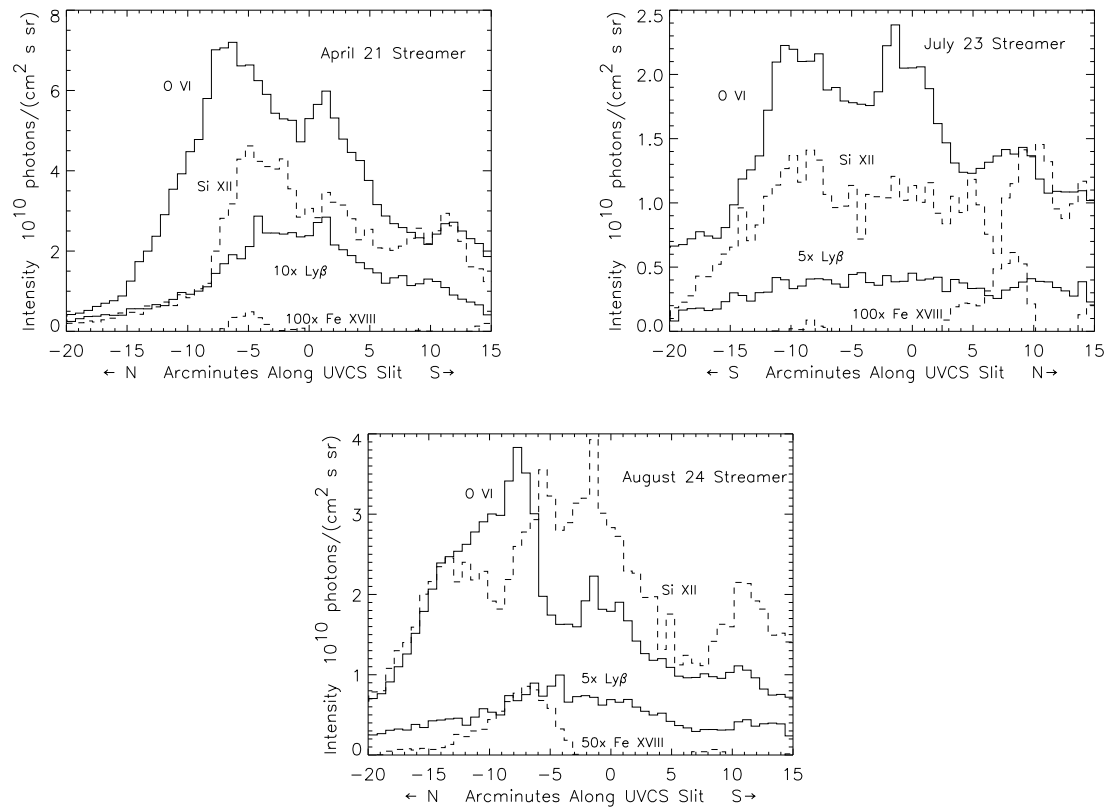 April 21 Streamer
O VI
Si XII
10x Lyβ
100x Fe XVIII
Intensity 10^10 photons/(cm^2 s sr)
8
6
4
2
0
−20 −15 −10 −5 0 5 10 15
← N Arcminutes Along UVCS Slit S→
July 23 Streamer
O VI
Si XII
5x Lyβ
100x Fe XVIII
Intensity 10^10 photons/(cm^2 s sr)
2.5
2.0
1.5
1.0
0.5
0.0
−20 −15 −10 −5 0 5 10 15
← S Arcminutes Along UVCS Slit N→
August 24 Streamer
O VI
Si XII
5x Lyβ
50x Fe XVIII
Intensity 10^10 photons/(cm^2 s sr)
4
3
2
1
0
−20 −15 −10 −5 0 5 10 15
← N Arcminutes Along UVCS Slit S→